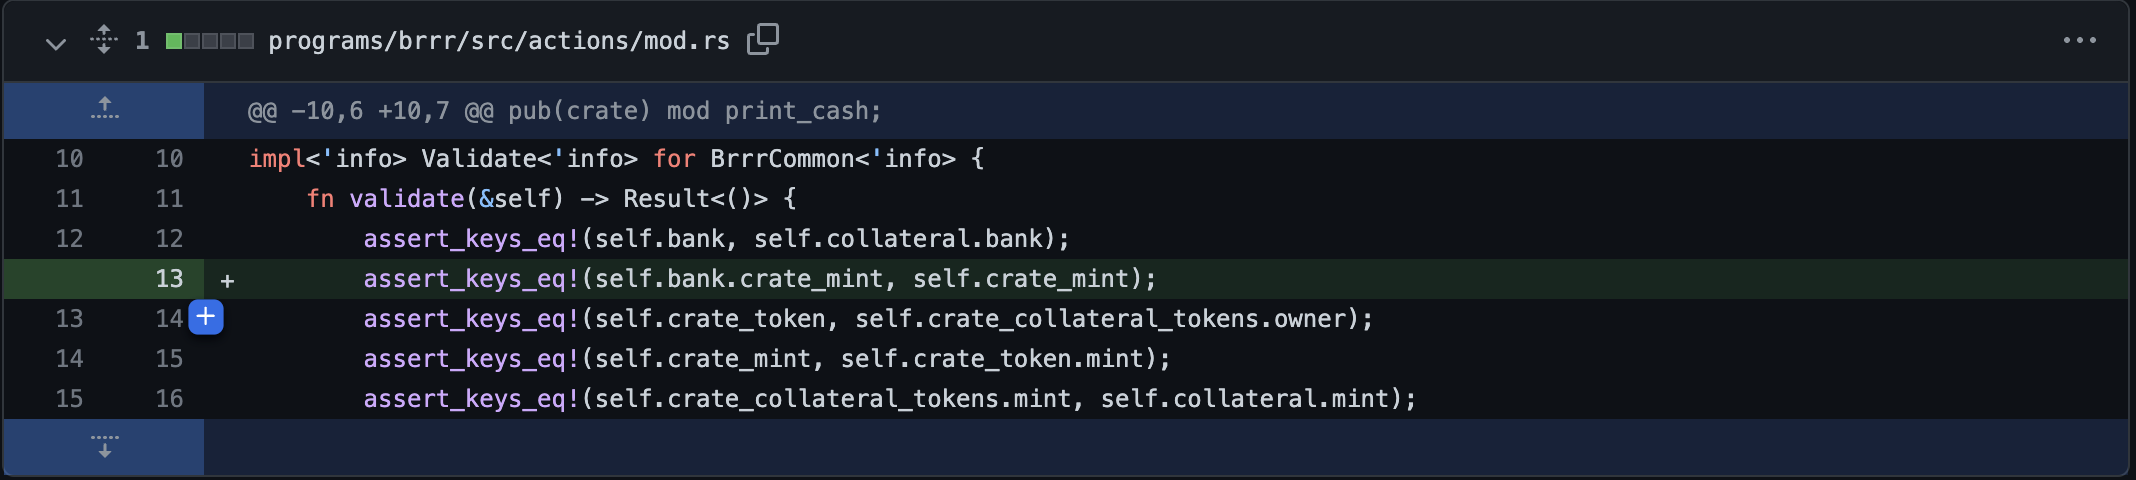 1 programs/brrr/src/actions/mod.rs
@@ -10,6 +10,7 @@ pub(crate) mod print_cash;
10 10 impl<'info> Validate<'info> for BrrrCommon<'info> {
11 11 fn validate(&self) -> Result<()> {
12 12 assert_keys_eq!(self.bank, self.collateral.bank);
13 + assert_keys_eq!(self.bank.crate_mint, self.crate_mint);
13 14 assert_keys_eq!(self.crate_token, self.crate_collateral_tokens.owner);
14 15 assert_keys_eq!(self.crate_mint, self.crate_token.mint);
15 16 assert_keys_eq!(self.crate_collateral_tokens.mint, self.collateral.mint);